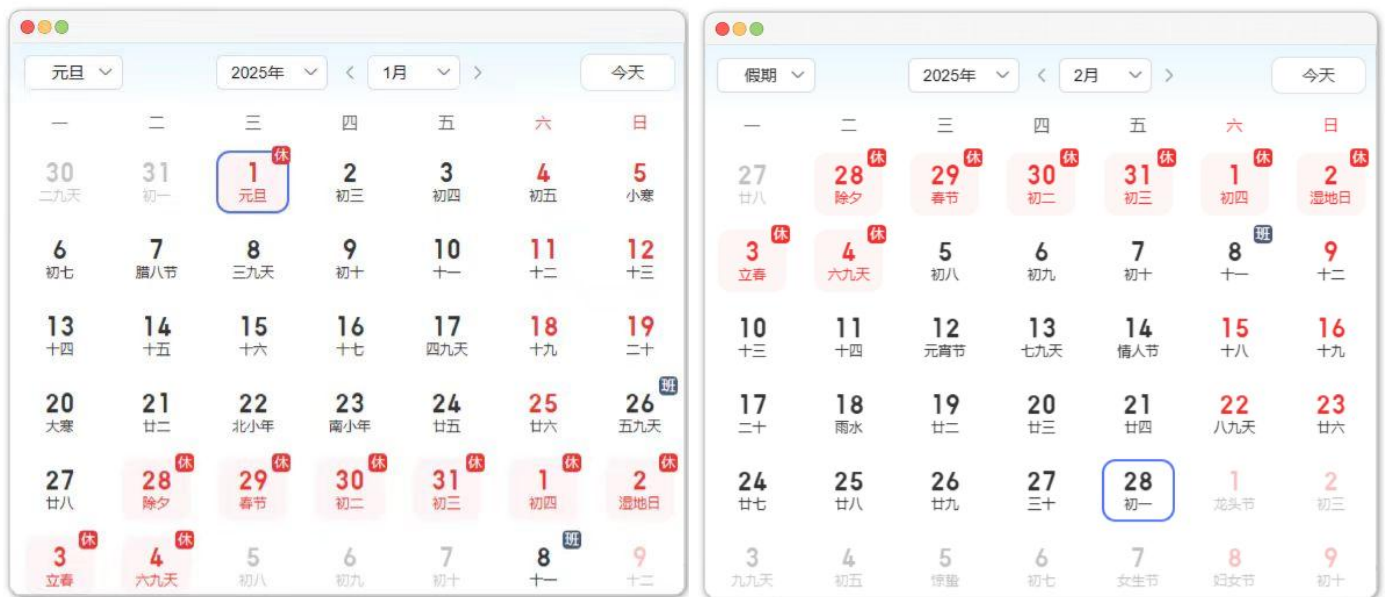 元旦 2025年 1月 今天
一 二 三 四 五 六 日
休
30 31 1 2 3 4 5
二九天 初一 元旦 初三 初四 初五 小寒
6 7 8 9 10 11 12
初七 腊八节 三九天 初十 十一 十二 十三
13 14 15 16 17 18 19
十四 十五 十六 十七 四九天 十九 二十
班
20 21 22 23 24 25 26
大寒 廿二 北小年 南小年 廿五 廿六 五九天
休 休 休 休 休 休
27 28 29 30 31 1 2
廿八 除夕 春节 初二 初三 初四 湿地日
休 休 班
3 4 5 6 7 8 9
立春 六九天 初八 初九 初十 十一 十二
假期 2025年 2月 今天
一 二 三 四 五 六 日
休 休 休 休 休 休
27 28 29 30 31 1 2
廿八 除夕 春节 初二 初三 初四 湿地日
休 休 班
3 4 5 6 7 8 9
立春 六九天 初八 初九 初十 十一 十二
10 11 12 13 14 15 16
十三 十四 元宵节 七九天 情人节 十八 十九
17 18 19 20 21 22 23
二十 雨水 廿二 廿三 廿四 八九天 廿六
24 25 26 27 28 1 2
廿七 廿八 廿九 三十 初一 龙头节 初三
3 4 5 6 7 8 9
九九天 初五 惊蛰 初七 女生节 妇女节 初十